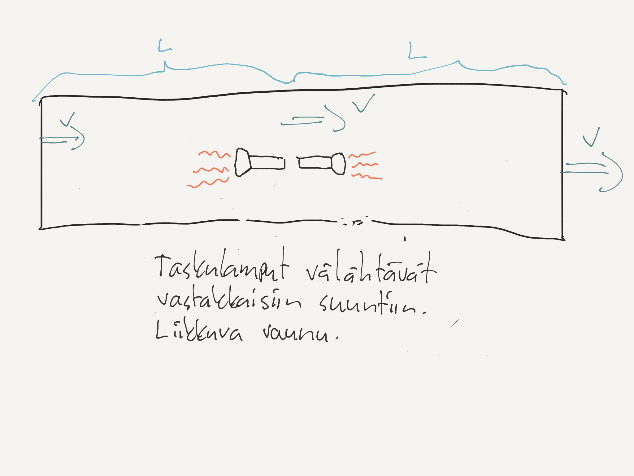 L L
V
V
V
Taskulamput välähtävät
vastakkaisiin suuntiin.
Liikkuva vaunu.